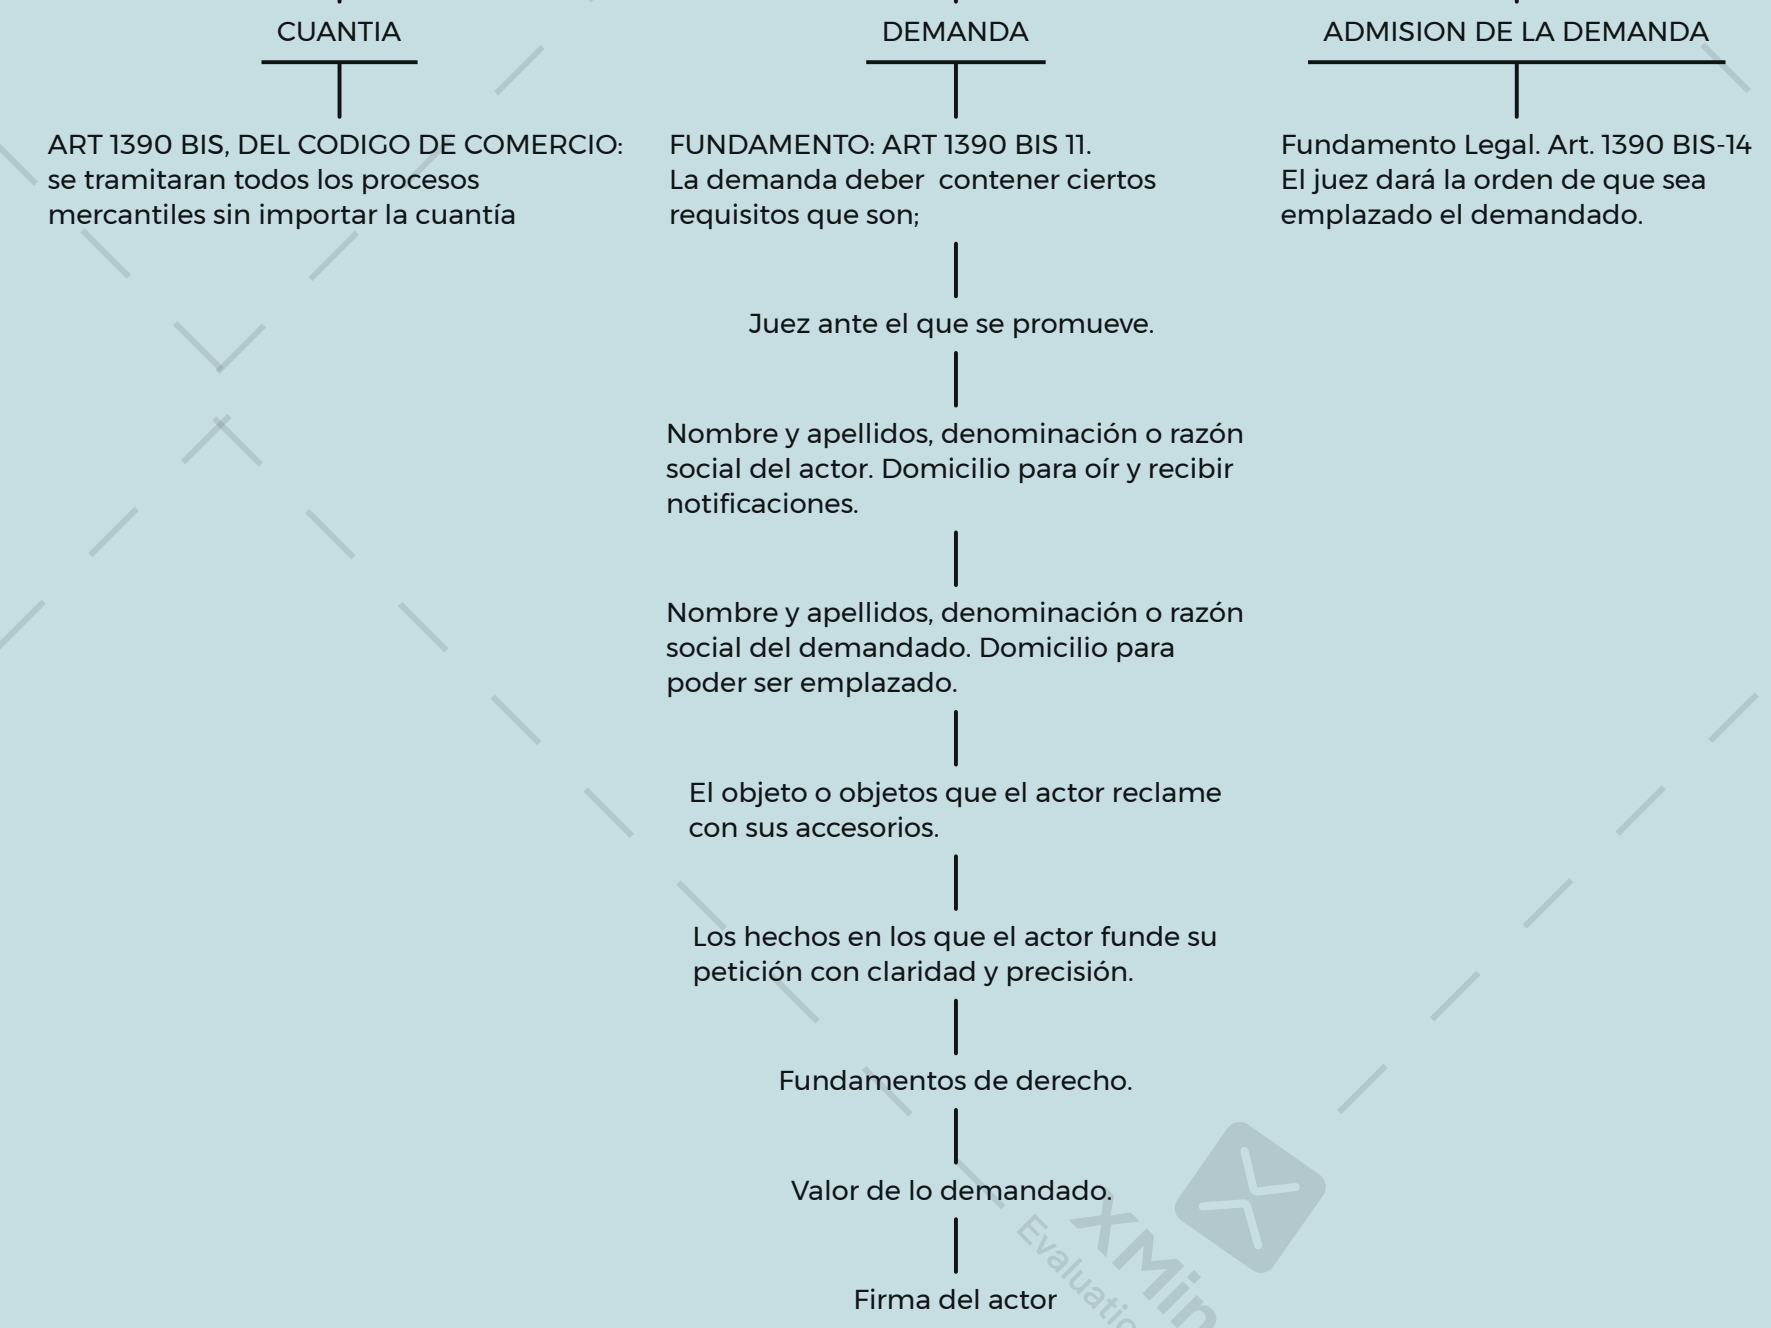 CUANTIA
ART 1390 BIS, DEL CODIGO DE COMERCIO:
se tramitaran todos los procesos
mercantiles sin importar la cuantía
DEMANDA
FUNDAMENTO: ART 1390 BIS 11.
La demanda deber  contener ciertos
requisitos que son;
Juez ante el que se promueve.
Nombre y apellidos, denominación o razón
social del actor. Domicilio para oír y recibir
notificaciones.
Nombre y apellidos, denominación o razón
social del demandado. Domicilio para
poder ser emplazado.
El objeto o objetos que el actor reclame
con sus accesorios.
Los hechos en los que el actor funde su
petición con claridad y precisión.
Fundamentos de derecho.
Valor de lo demandado.
Firma del actor
ADMISION DE LA DEMANDA
Fundamento Legal. Art. 1390 BIS-14
El juez dará la orden de que sea
emplazado el demandado.
XMin
Evaluatio